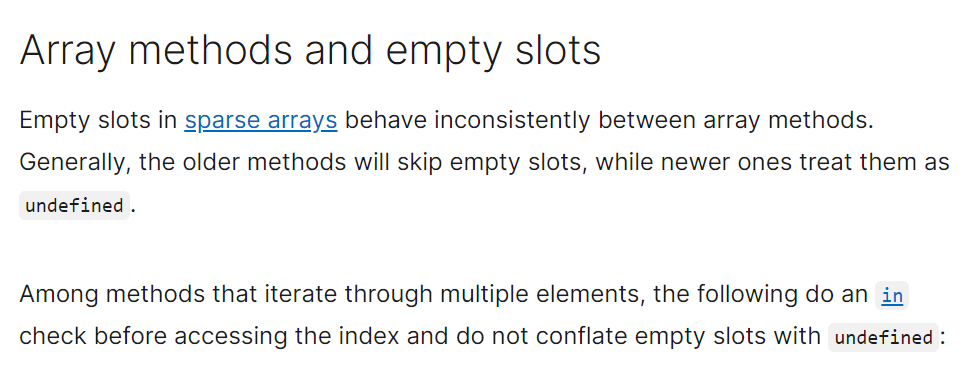 Array methods and empty slots
Empty slots in sparse arrays behave inconsistently between array methods.
Generally, the older methods will skip empty slots, while newer ones treat them as
undefined.
Among methods that iterate through multiple elements, the following do an in
check before accessing the index and do not conflate empty slots with undefined: